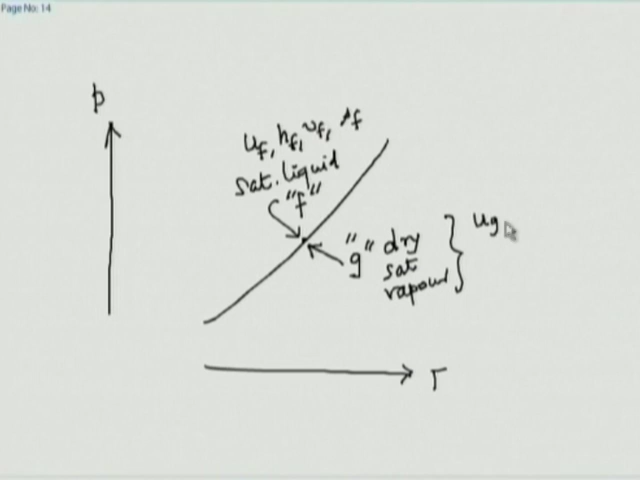 Page No: 14
p
uf, hf, vf, sf
sat. liquid
"f"
"g" dry
sat
vapour
ug
T